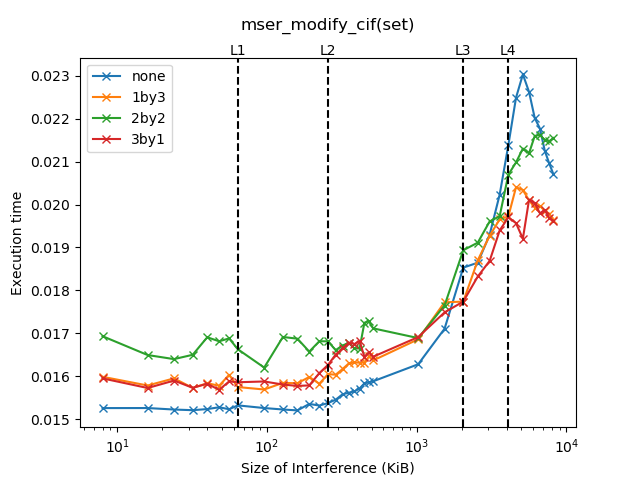 mser_modify_cif(set)
L1
L2
L3
L4
none
1by3
2by2
3by1
Execution time
0.023
0.022
0.021
0.020
0.019
0.018
0.017
0.016
0.015
10¹
10²
10³
10⁴
Size of Interference (KiB)